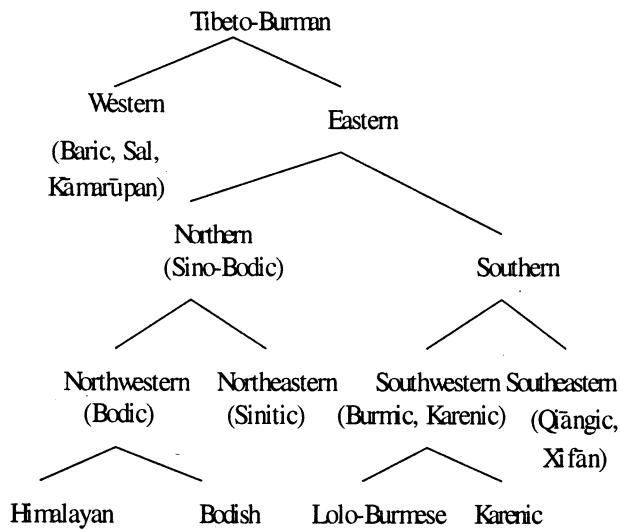 Tibeto-Burman
Western
Eastern
(Baric, Sal,
Kāmarūpan)
Northern
(Sino-Bodic)
Southern
Northwestern Northeastern Southwestern Southeastern
(Bodic) (Sinitic) (Burmic, Karenic) (Qiāngic,
Xifān)
Himalayan Bodish Lolo-Burmese Karenic